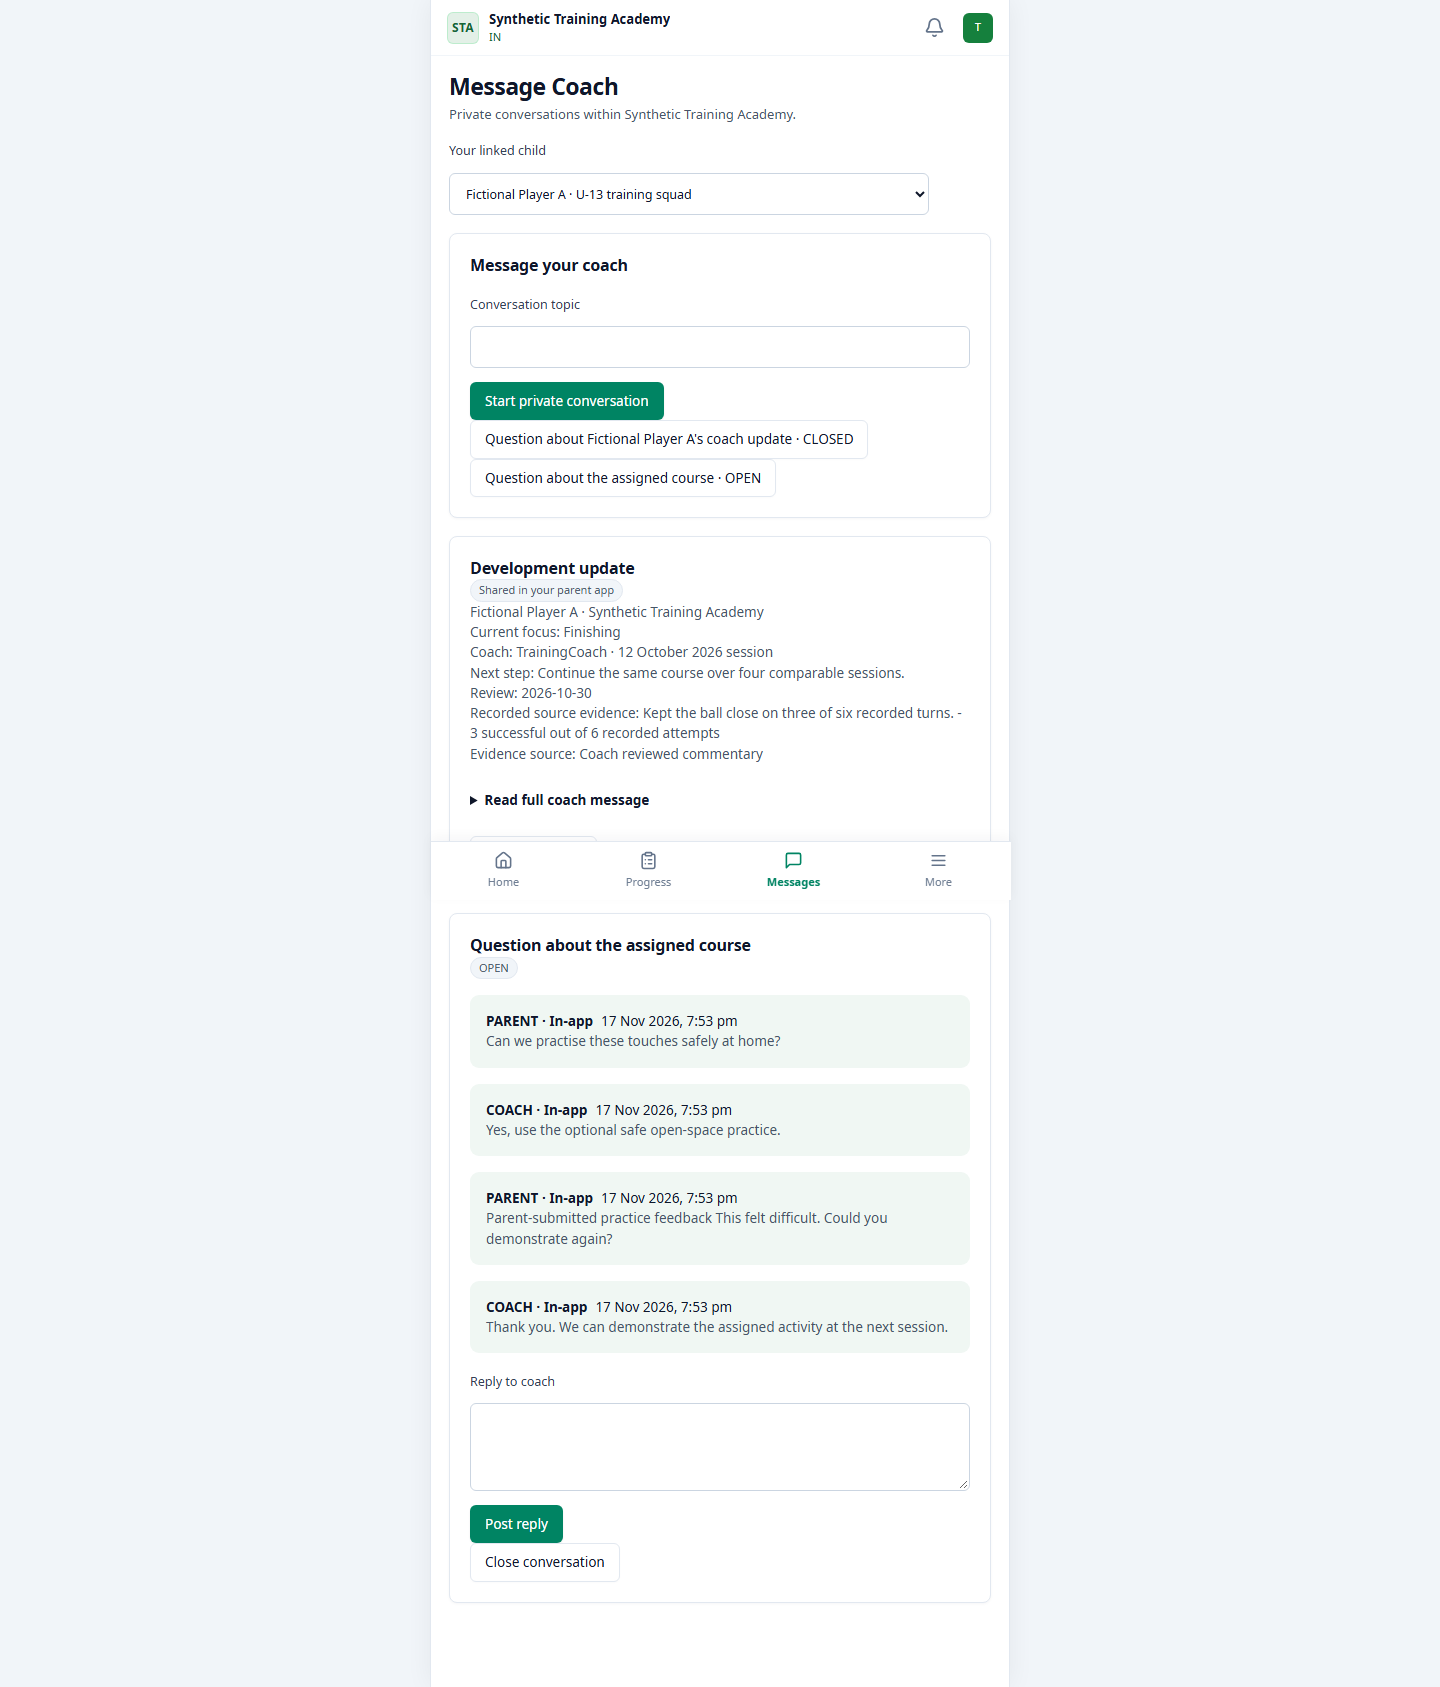 STA
Synthetic Training Academy
IN
T
Message Coach
Private conversations within Synthetic Training Academy.
Your linked child
Fictional Player A · U-13 training squad
Message your coach
Conversation topic
Start private conversation
Question about Fictional Player A's coach update · CLOSED
Question about the assigned course · OPEN
Development update
Shared in your parent app
Fictional Player A · Synthetic Training Academy
Current focus: Finishing
Coach: TrainingCoach · 12 October 2026 session
Next step: Continue the same course over four comparable sessions.
Review: 2026-10-30
Recorded source evidence: Kept the ball close on three of six recorded turns. -
3 successful out of 6 recorded attempts
Evidence source: Coach reviewed commentary
Read full coach message
Home
Progress
Messages
More
Question about the assigned course
OPEN
PARENT · In-app 17 Nov 2026, 7:53 pm
Can we practise these touches safely at home?
COACH · In-app 17 Nov 2026, 7:53 pm
Yes, use the optional safe open-space practice.
PARENT · In-app 17 Nov 2026, 7:53 pm
Parent-submitted practice feedback This felt difficult. Could you
demonstrate again?
COACH · In-app 17 Nov 2026, 7:53 pm
Thank you. We can demonstrate the assigned activity at the next session.
Reply to coach
Post reply
Close conversation